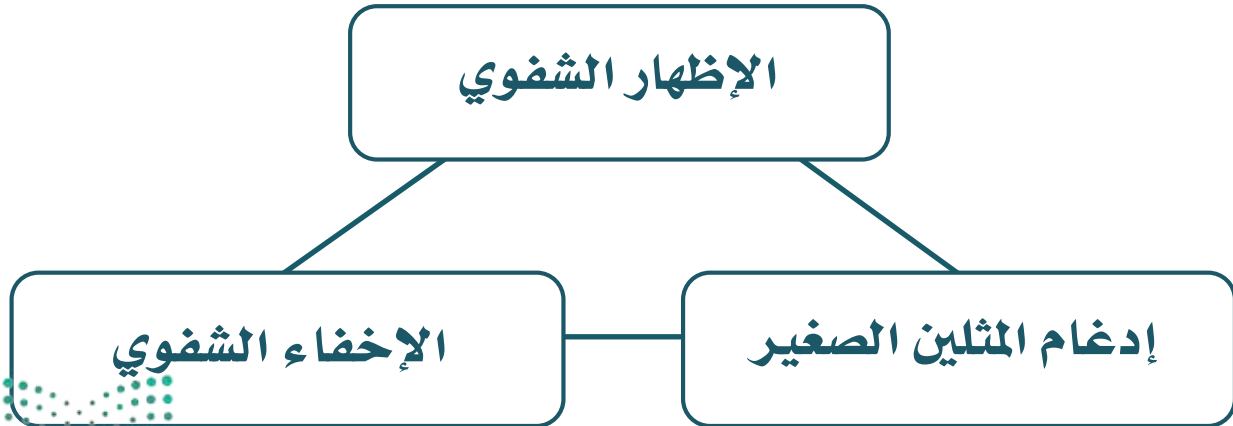 الإظهار الشفوي
إدغام المثلين الصغير
الإخفاء الشفوي